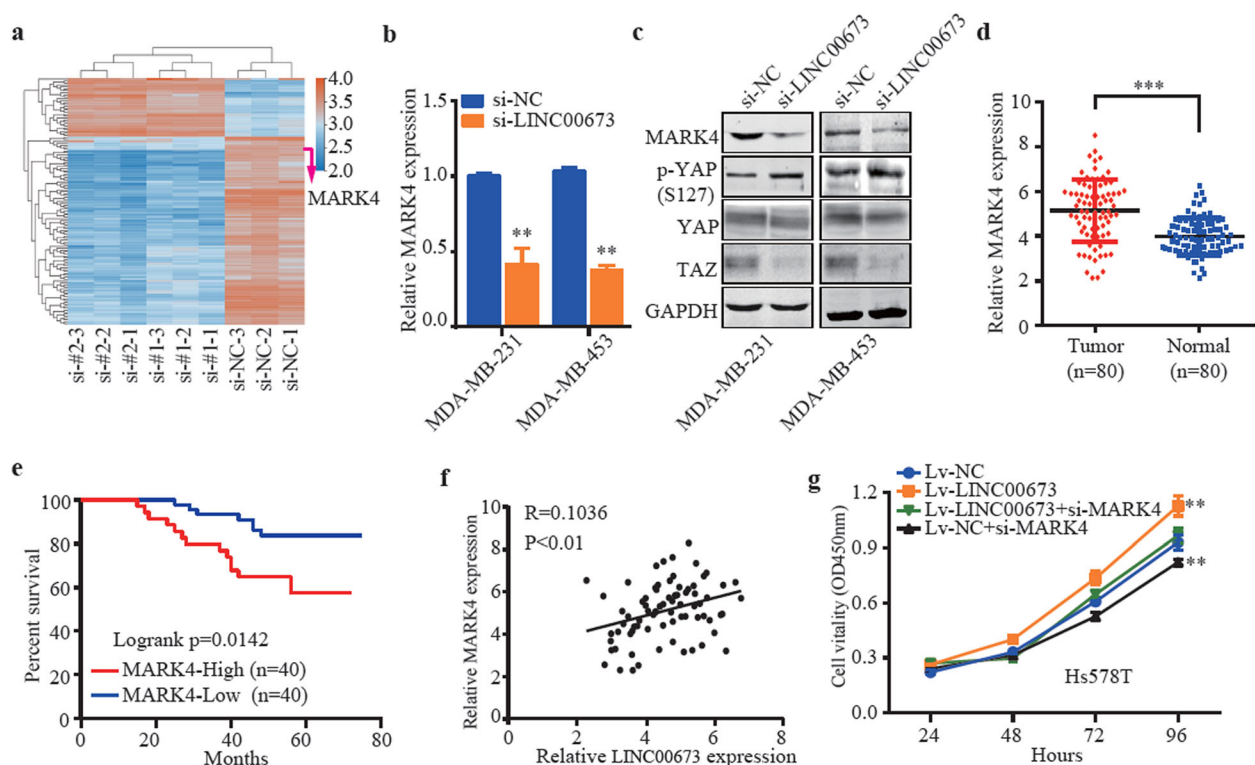 a
4.0
3.5
3.0
2.5
2.0
MARK4
si-#2-3
si-#2-2
si-#2-1
si-#1-3
si-#1-2
si-#1-1
si-NC-3
si-NC-2
si-NC-1
b
si-NC
si-LINC00673
Relative MARK4 expression
1.5
1.0
0.5
0.0
**
**
MDA-MB-231
MDA-MB-453
c
si-NC
si-LINC00673
si-NC
si-LINC00673
MARK4
p-YAP
(S127)
YAP
TAZ
GAPDH
MDA-MB-231
MDA-MB-453
d
***
Relative MARK4 expression
10
8
6
4
2
0
Tumor
(n=80)
Normal
(n=80)
e
Percent survival
100
80
60
40
20
0
Logrank p=0.0142
MARK4-High (n=40)
MARK4-Low (n=40)
0
20
40
60
80
Months
f
Relative MARK4 expression
10
8
6
4
2
0
R=0.1036
P<0.01
0
2
4
6
8
Relative LINC00673 expression
g
Lv-NC
Lv-LINC00673
Lv-LINC00673+si-MARK4
Lv-NC+si-MARK4
Cell vitality (OD450nm)
1.2
0.9
0.6
0.3
0.0
**
**
Hs578T
24
48
72
96
Hours